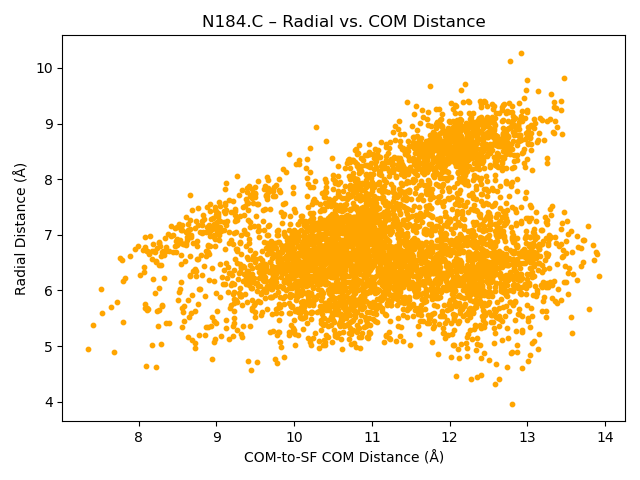 N184.C – Radial vs. COM Distance
10
9
8
7
6
5
4
Radial Distance (Å)
8 9 10 11 12 13 14
COM-to-SF COM Distance (Å)